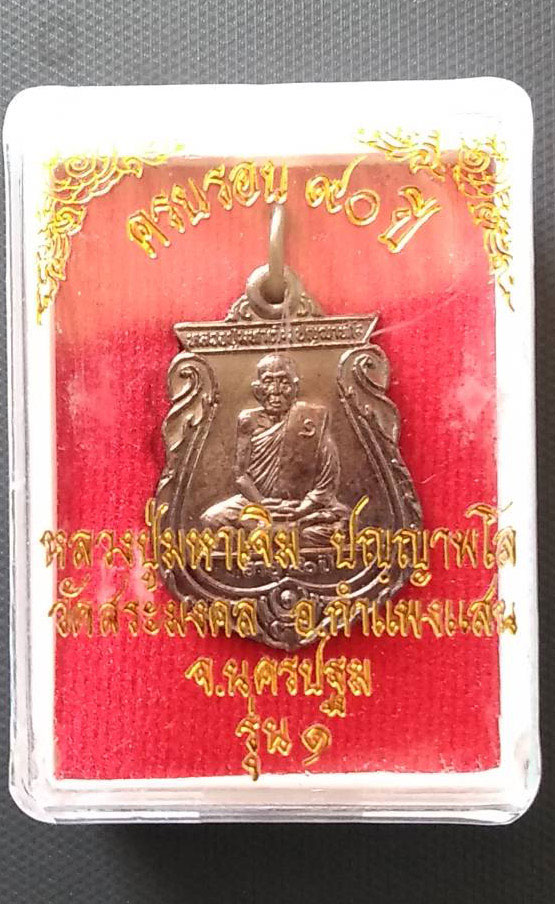 ครบรอบ ๙๐ ปี
หลวงปู่มหาเจิม ปญฺญาพโล
วัดสระมงคล อ.กำแพงแสน
จ.นครปฐม
รุ่น ๑